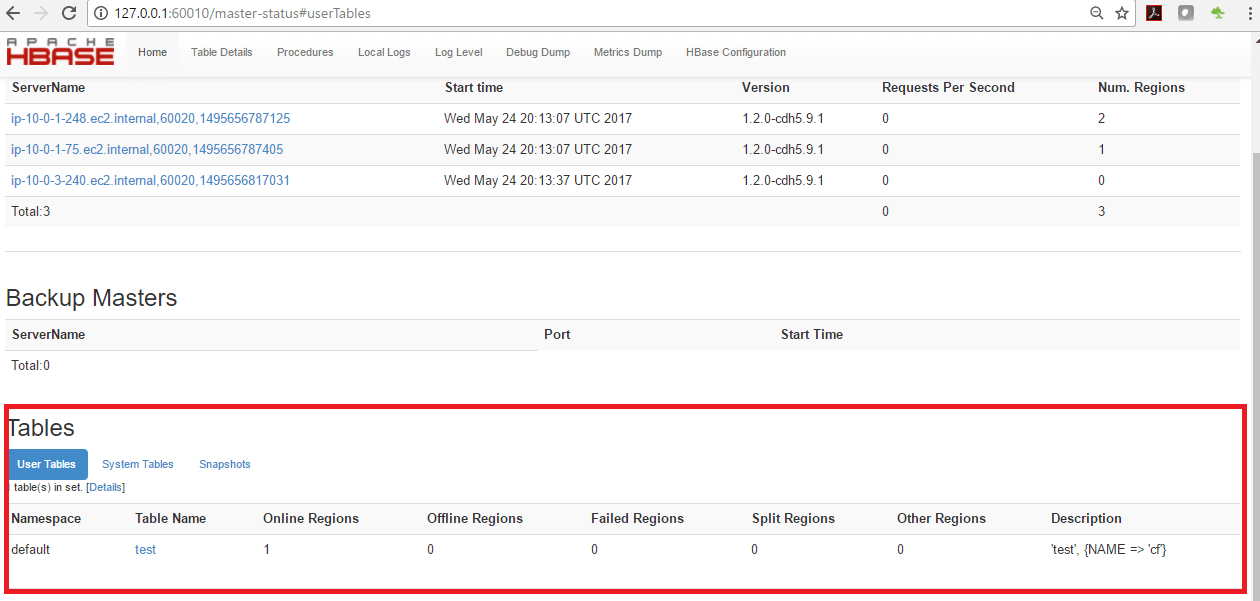 127.0.0.1:60010/master-status#userTables
APACHE
HBASE
Home Table Details Procedures Local Logs Log Level Debug Dump Metrics Dump HBase Configuration
ServerName Start time Version Requests Per Second Num. Regions
ip-10-0-1-248.ec2.internal,60020,1495656787125 Wed May 24 20:13:07 UTC 2017 1.2.0-cdh5.9.1 0 2
ip-10-0-1-75.ec2.internal,60020,1495656787405 Wed May 24 20:13:07 UTC 2017 1.2.0-cdh5.9.1 0 1
ip-10-0-3-240.ec2.internal,60020,1495656817031 Wed May 24 20:13:37 UTC 2017 1.2.0-cdh5.9.1 0 0
Total:3 0 3
Backup Masters
ServerName Port Start Time
Total:0
Tables
User Tables System Tables Snapshots
table(s) in set. [Details]
Namespace Table Name Online Regions Offline Regions Failed Regions Split Regions Other Regions Description
default test 1 0 0 0 0 'test', {NAME => 'cf'}